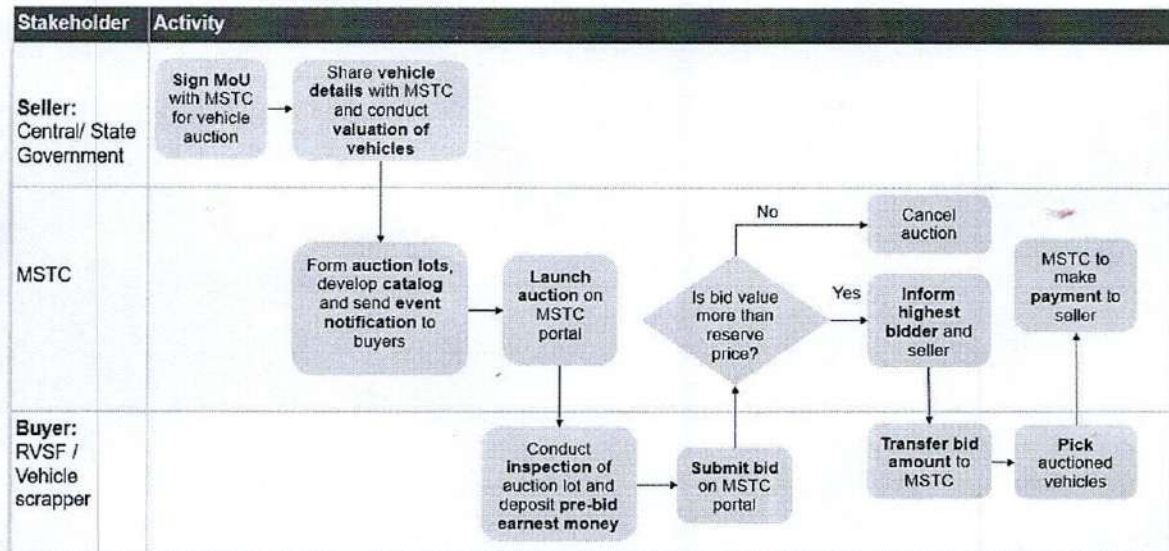 Stakeholder Activity
Seller:
Central/ State
Government
Sign MoU
with MSTC
for vehicle
auction
Share vehicle
details with MSTC
and conduct
valuation of
vehicles
MSTC
Form auction lots,
develop catalog
and send event
notification to
buyers
Launch
auction on
MSTC
portal
Is bid value
more than
reserve
price?
No
Cancel
auction
Yes
Inform
highest
bidder and
seller
MSTC to
make
payment to
seller
Buyer:
RVSF /
Vehicle
scrapper
Conduct
inspection of
auction lot and
deposit pre-bid
earnest money
Submit bid
on MSTC
portal
Transfer bid
amount to
MSTC
Pick
auctioned
vehicles